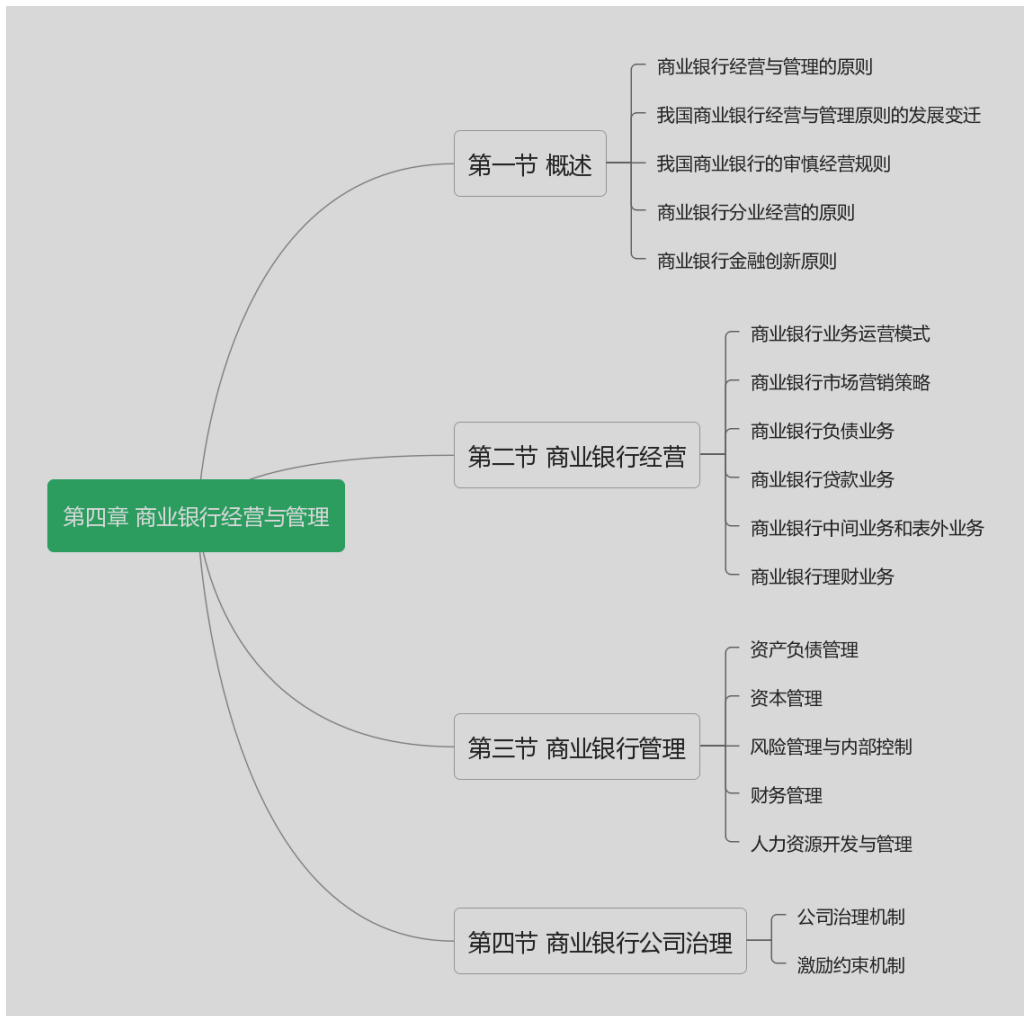 第四章 商业银行经营与管理
第一节 概述
商业银行经营与管理的原则
我国商业银行经营与管理原则的发展变迁
我国商业银行的审慎经营规则
商业银行分业经营的原则
商业银行金融创新原则
第二节 商业银行经营
商业银行业务运营模式
商业银行市场营销策略
商业银行负债业务
商业银行贷款业务
商业银行中间业务和表外业务
商业银行理财业务
第三节 商业银行管理
资产负债管理
资本管理
风险管理与内部控制
财务管理
人力资源开发与管理
第四节 商业银行公司治理
公司治理机制
激励约束机制